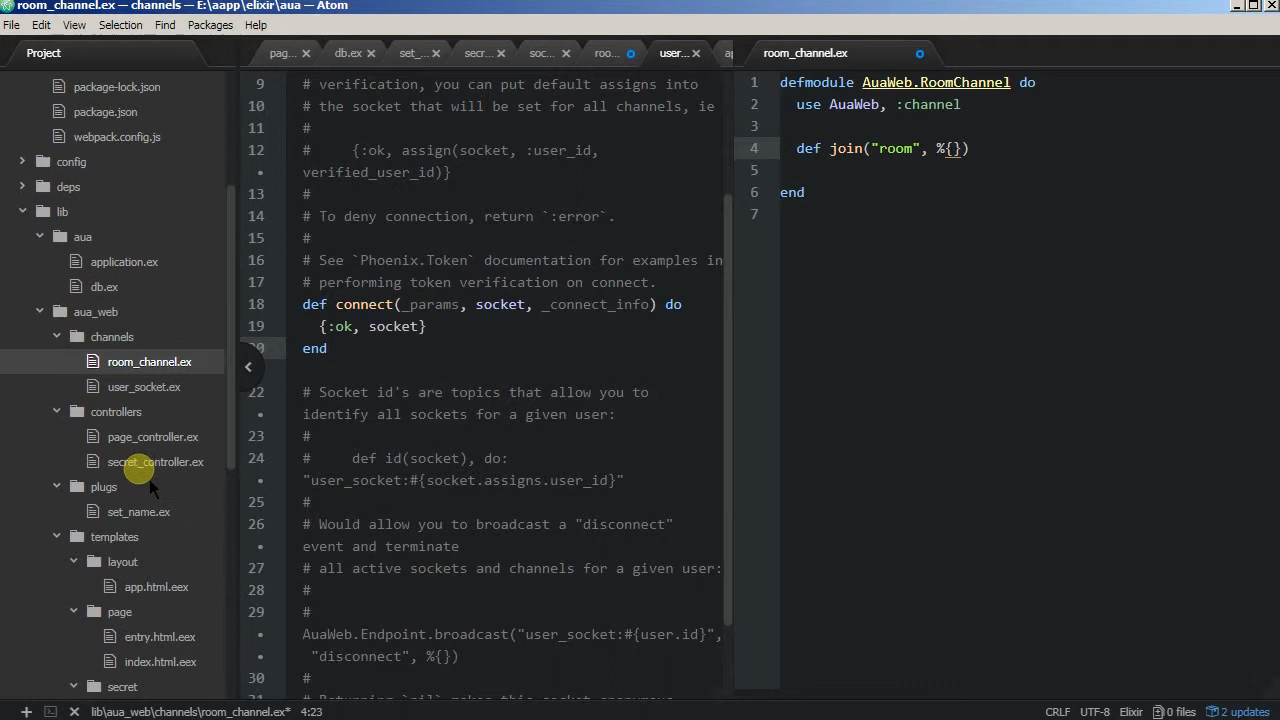 room_channel.ex — channels — E:\aapp\elixir\aua — Atom
File Edit View Selection Find Packages Help
Project
package-lock.json
package.json
webpack.config.js
config
deps
lib
aua
application.ex
db.ex
aua_web
channels
room_channel.ex
user_socket.ex
controllers
page_controller.ex
secret_controller.ex
plugs
set_name.ex
templates
layout
app.html.eex
page
entry.html.eex
index.html.eex
secret
pag... db.ex set_... secr... soc... roo... user...
9 # verification, you can put default assigns into
10 # the socket that will be set for all channels, ie
11 #
12 #     {:ok, assign(socket, :user_id,
verified_user_id)}
13 #
14 # To deny connection, return `:error`.
15 #
16 # See `Phoenix.Token` documentation for examples in
17 # performing token verification on connect.
18 def connect(_params, socket, _connect_info) do
19   {:ok, socket}
20 end
22 # Socket id's are topics that allow you to
• identify all sockets for a given user:
23 #
24 #     def id(socket), do:
• "user_socket:#{socket.assigns.user_id}"
25 #
26 # Would allow you to broadcast a "disconnect"
• event and terminate
27 # all active sockets and channels for a given user:
28 #
29 #
• AuaWeb.Endpoint.broadcast("user_socket:#{user.id}",
•  "disconnect", %{})
30 #
31 # Returning `nil` makes this socket anonymous
room_channel.ex
1 defmodule AuaWeb.RoomChannel do
2   use AuaWeb, :channel
3
4   def join("room", %{})
5
6 end
7
lib\aua_web\channels\room_channel.ex* 4:23
CRLF UTF-8 Elixir 0 files 2 updates